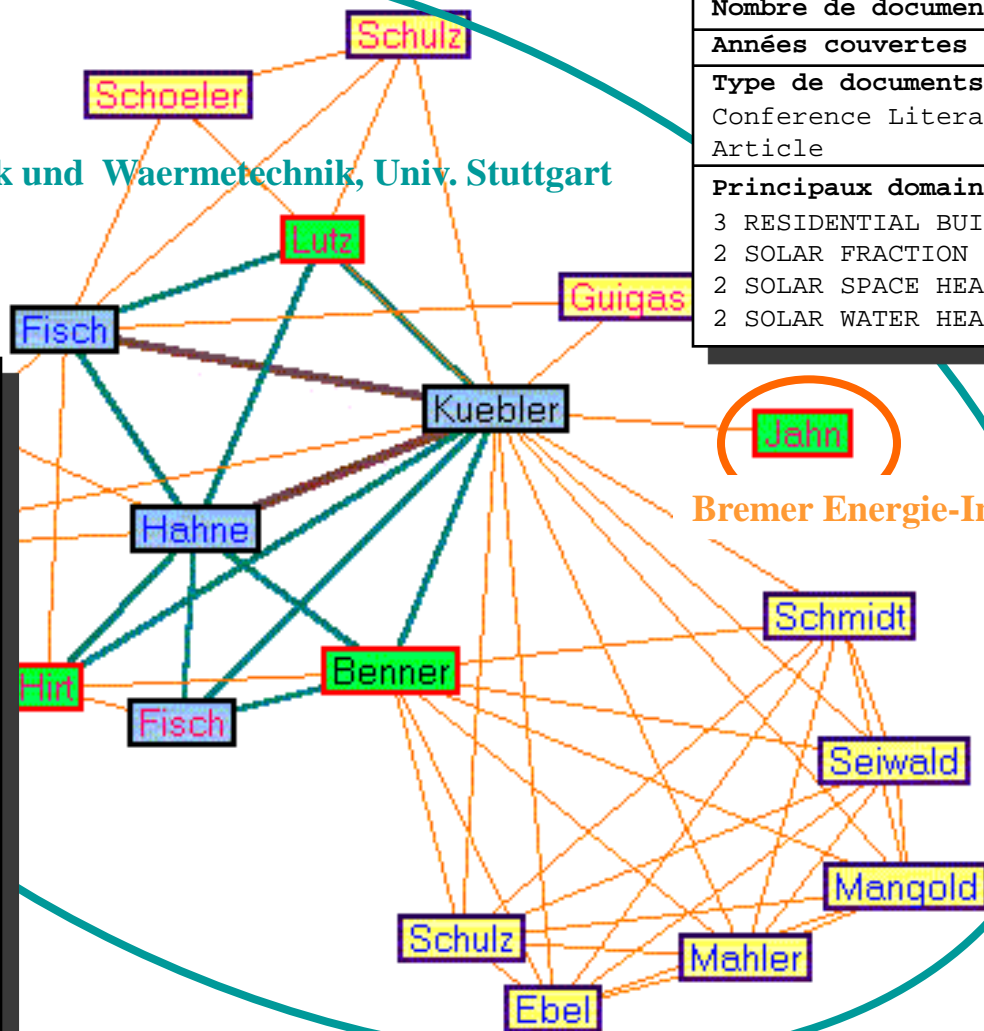 Nombre de documen
Années couvertes
Type de documents
Conference Litera
Article
Principaux domain
3 RESIDENTIAL BUI
2 SOLAR FRACTION
2 SOLAR SPACE HEA
2 SOLAR WATER HEA
Schulz
Schoeler
k und Waermetechnik, Univ. Stuttgart
Lutz
Guigas
Fisch
Kuebler
Jahn
Hahne
Bremer Energie-In
Schmidt
Benner
Hirt
Fisch
Seiwald
Mangold
Schulz
Mahler
Ebel